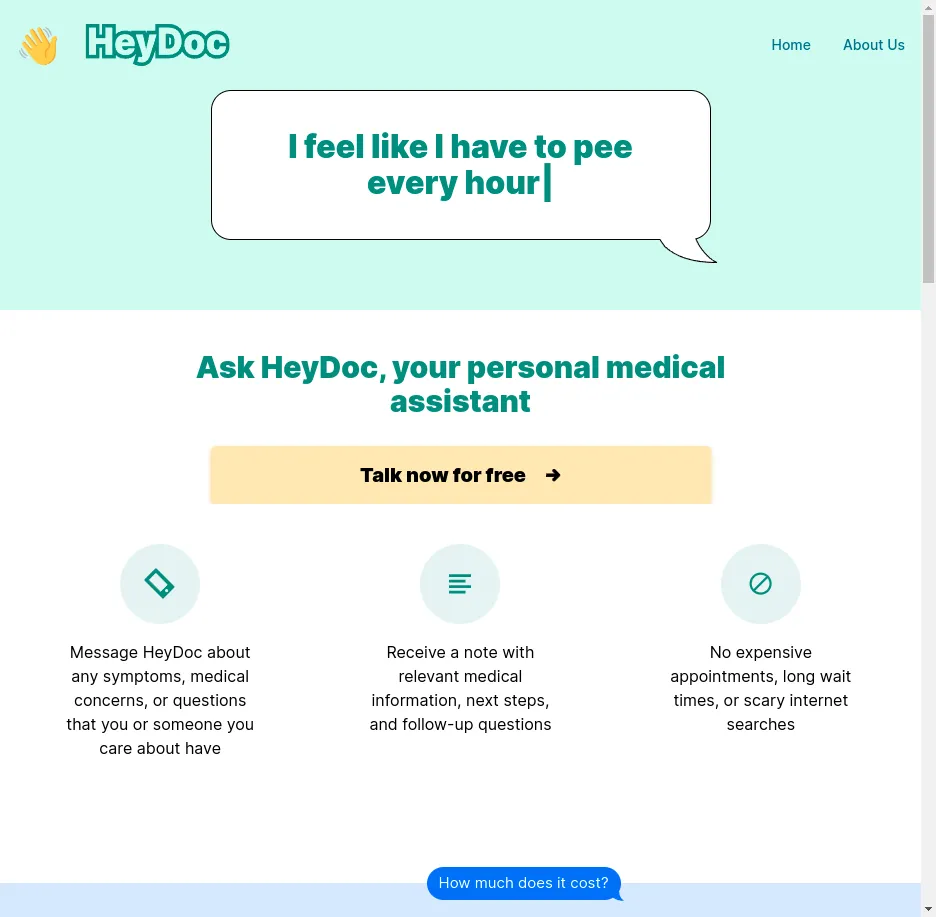 HeyDoc
Home
About Us
I feel like I have to pee
every hour
Ask HeyDoc, your personal medical
assistant
Talk now for free →
Message HeyDoc about
any symptoms, medical
concerns, or questions
that you or someone you
care about have
Receive a note with
relevant medical
information, next steps,
and follow-up questions
No expensive
appointments, long wait
times, or scary internet
searches
How much does it cost?